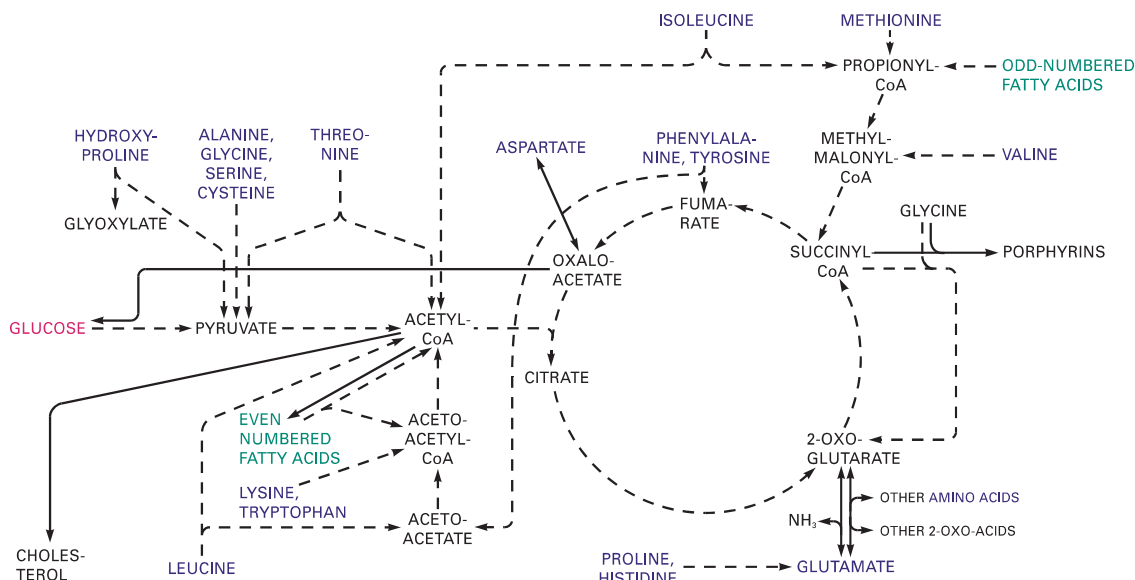 ISOLEUCINE
METHIONINE
PROPIONYL-
CoA
ODD-NUMBERED
FATTY ACIDS
HYDROXY-
PROLINE
ALANINE,
GLYCINE,
SERINE,
CYSTEINE
THREO-
NINE
ASPARTATE
PHENYLALA-
NINE, TYROSINE
METHYL-
MALONYL-
CoA
VALINE
GLYOXYLATE
FUMA-
RATE
GLYCINE
OXALO-
ACETATE
SUCCINYL
CoA
PORPHYRINS
GLUCOSE
PYRUVATE
ACETYL-
CoA
CITRATE
EVEN
NUMBERED
FATTY ACIDS
ACETO-
ACETYL-
CoA
2-OXO-
GLUTARATE
LYSINE,
TRYPTOPHAN
OTHER AMINO ACIDS
NH3
OTHER 2-OXO-ACIDS
ACETO-
ACETATE
CHOLES-
TEROL
LEUCINE
PROLINE,
HISTIDINE
GLUTAMATE